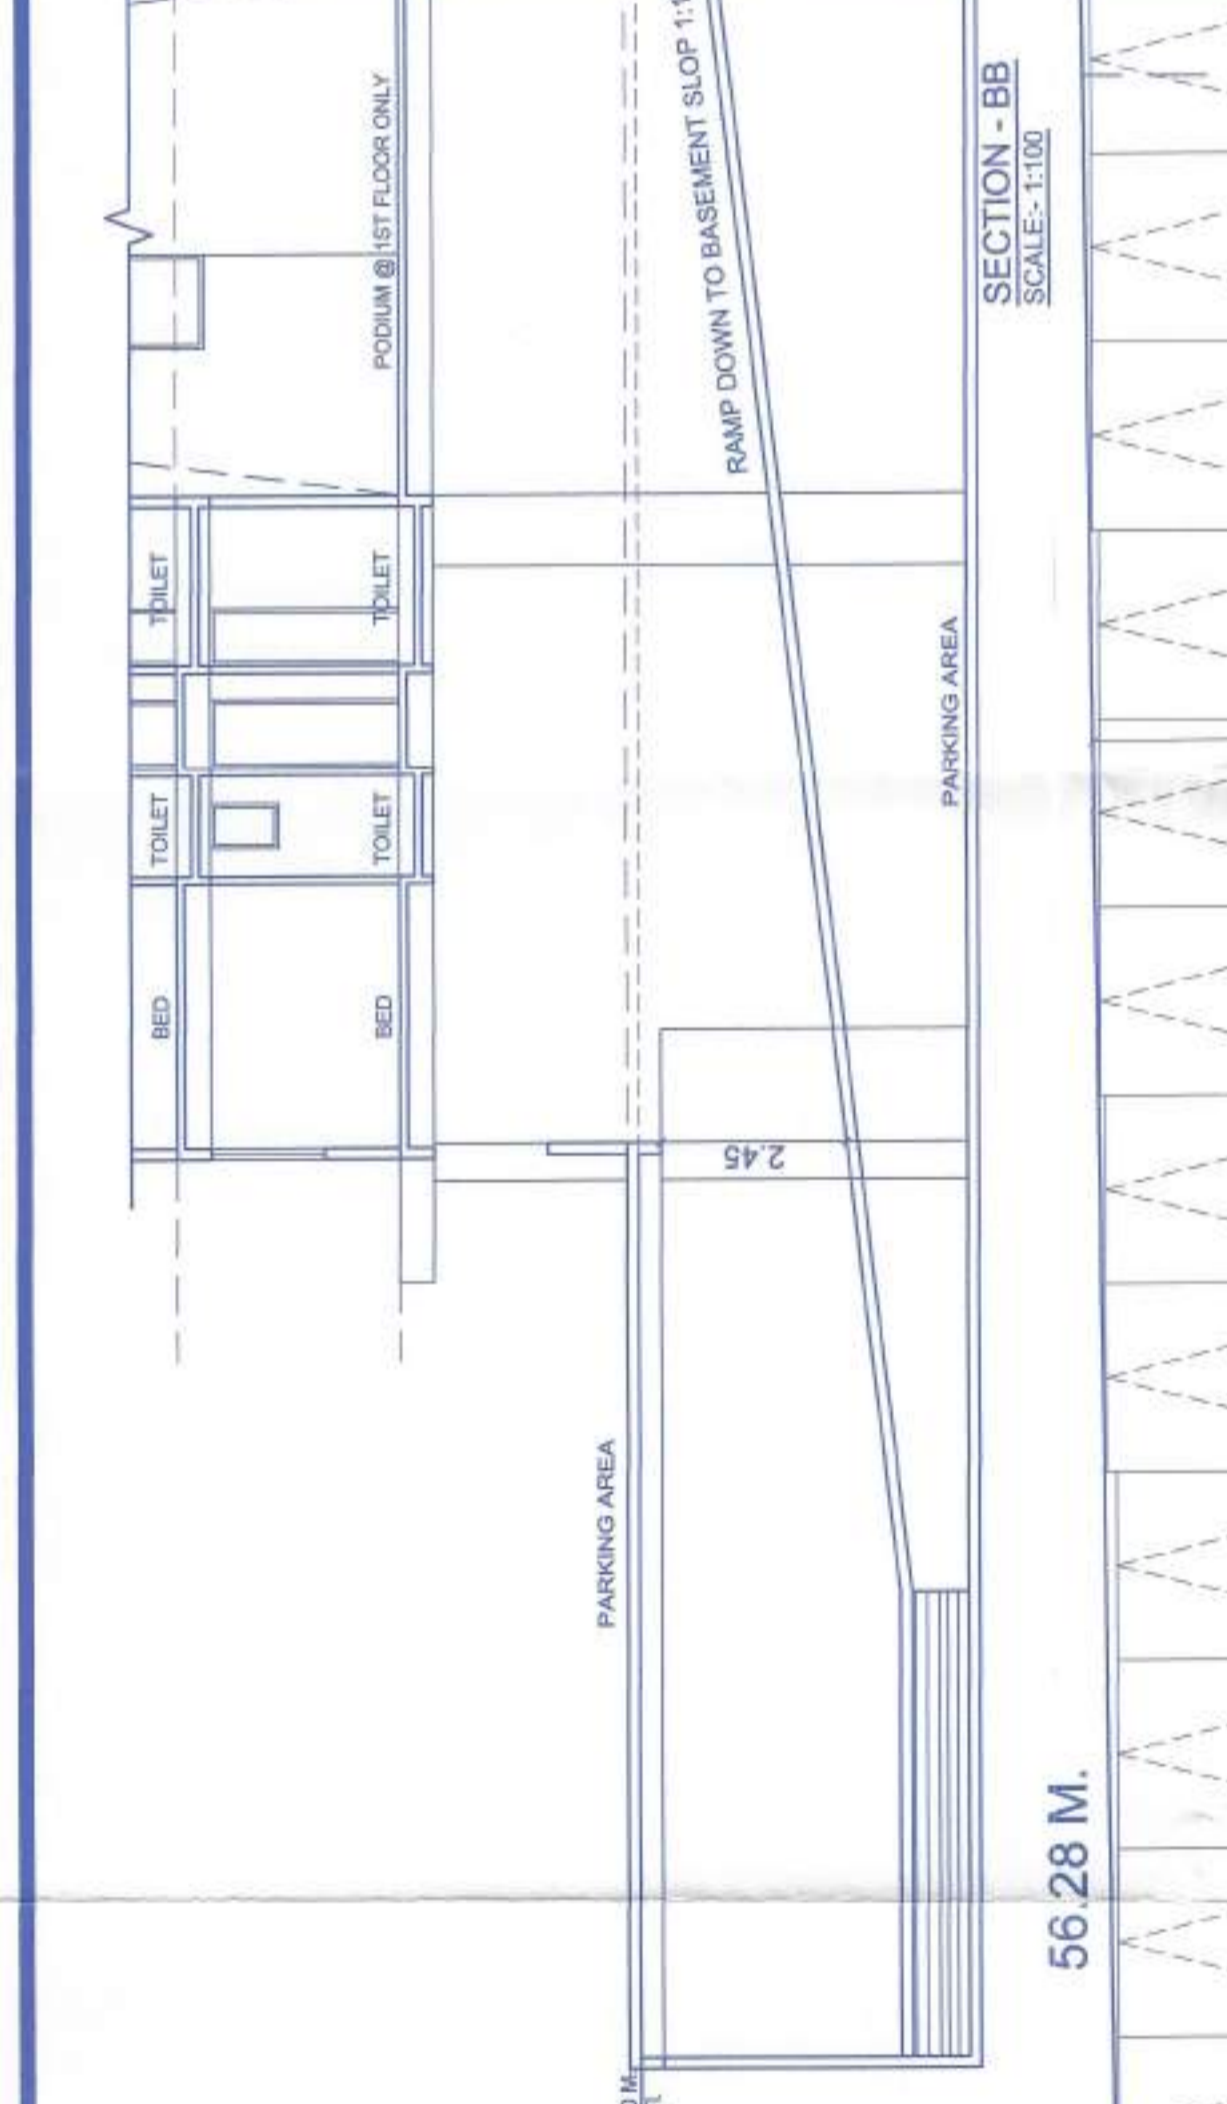 TOILET
TOILET
BED
PODIUM @ 1ST FLOOR ONLY
TOILET
TOILET
BED
PARKING AREA
RAMP DOWN TO BASEMENT SLOP
2.45
PARKING AREA
SECTION - BB
SCALE:- 1:100
56.28 M.